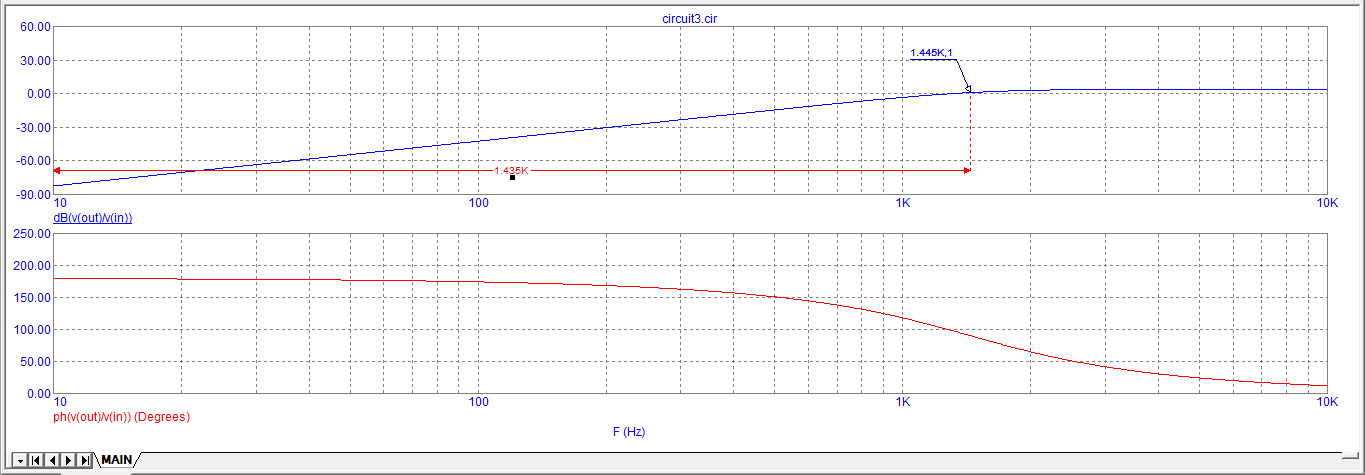 circuit3.cir
60.00
30.00
1.445K,1
0.00
-30.00
-60.00
1.435K
-90.00
10 100 1K 10K
dB(v(out)/v(in))
250.00
200.00
150.00
100.00
50.00
0.00
10 100 1K 10K
ph(v(out)/v(in)) (Degrees)
F (Hz)
MAIN